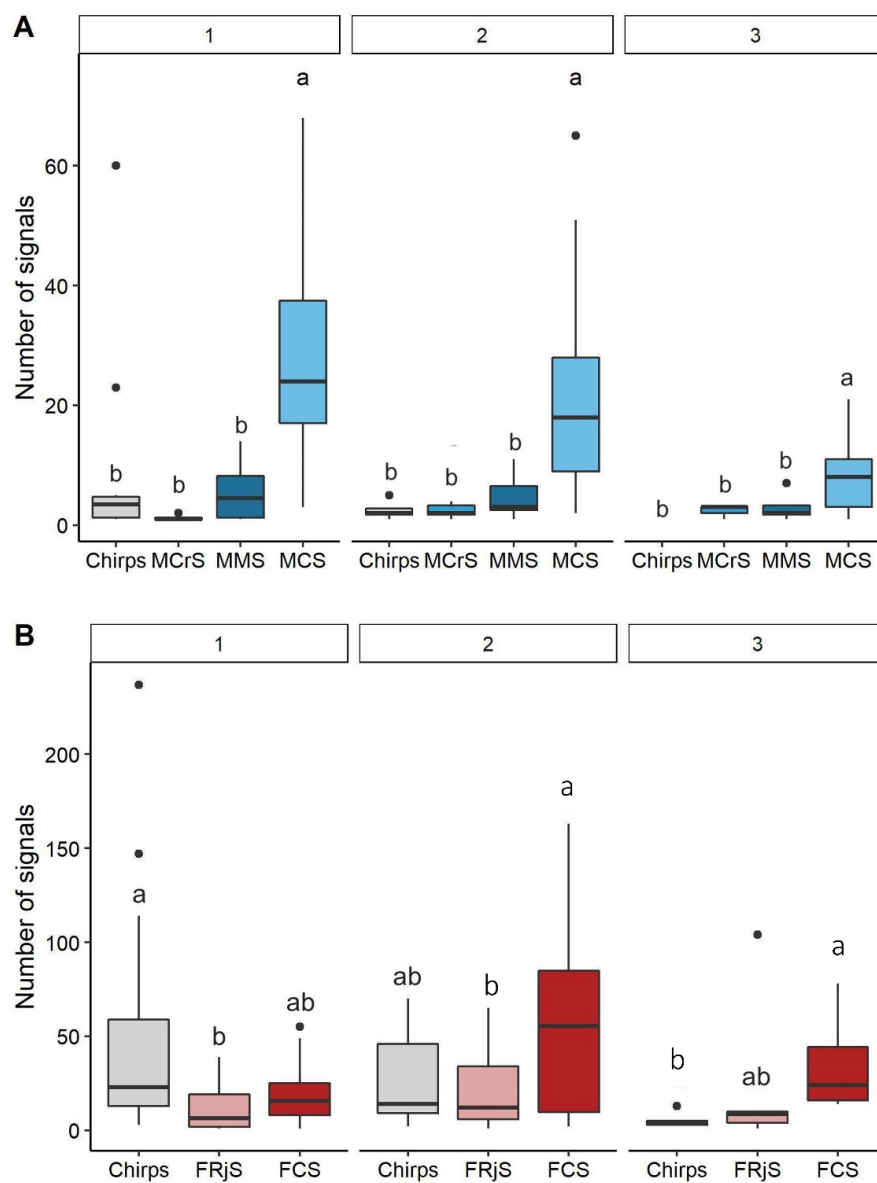 A
1 2 3
a a
60
Number of signals
40
a
20
b b b b b b b b b
0
Chirps MCrS MMS MCS Chirps MCrS MMS MCS Chirps MCrS MMS MCS
B
1 2 3
200
a
150
Number of signals
a
a
100
ab b
ab
50
b b ab
0
Chirps FRjS FCS Chirps FRjS FCS Chirps FRjS FCS